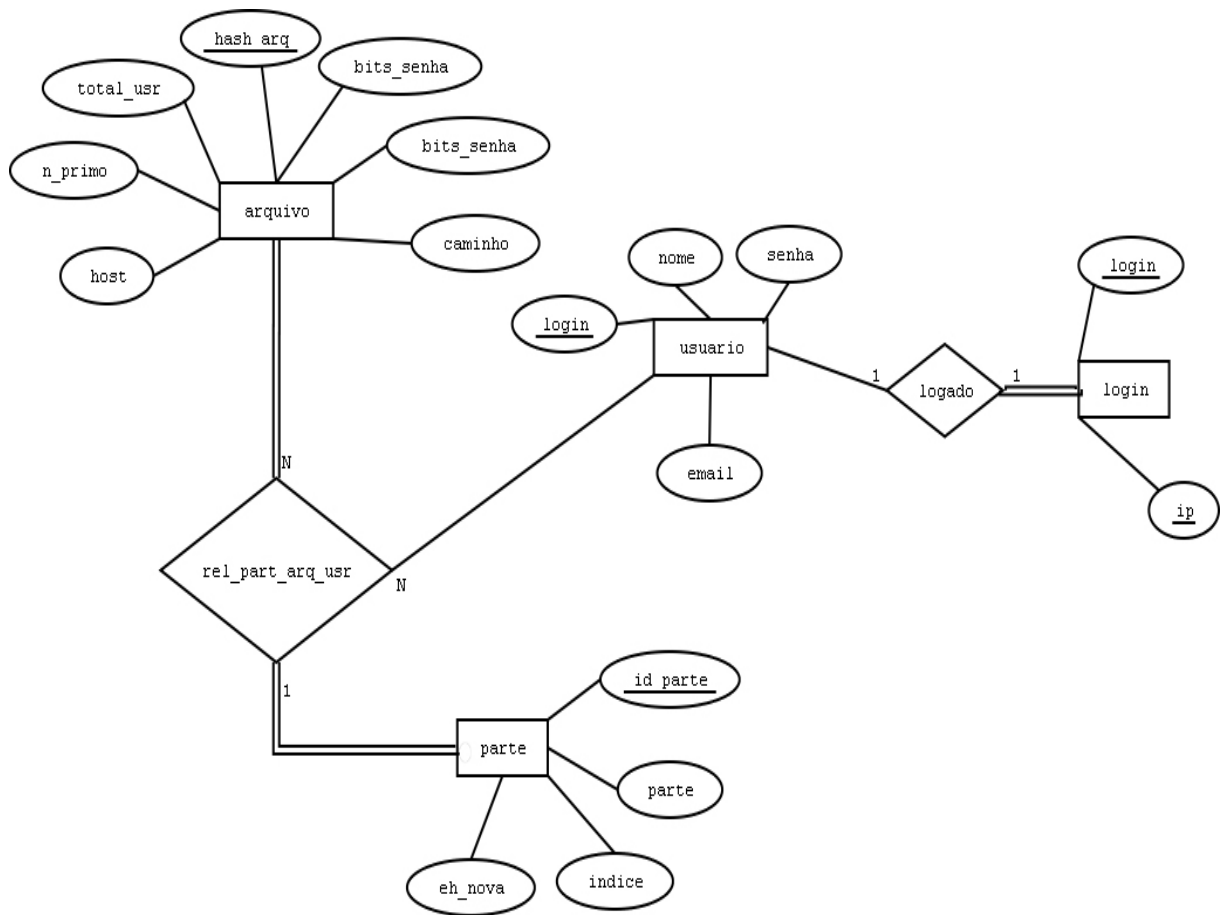 hash_arq
bits_senha
total_usr
bits_senha
n_primo
arquivo
caminho
host
nome
senha
login
login
usuario
1
logado
1
login
email
N
ip
rel_part_arq_usr
N
id_parte
1
parte
parte
eh_nova
indice